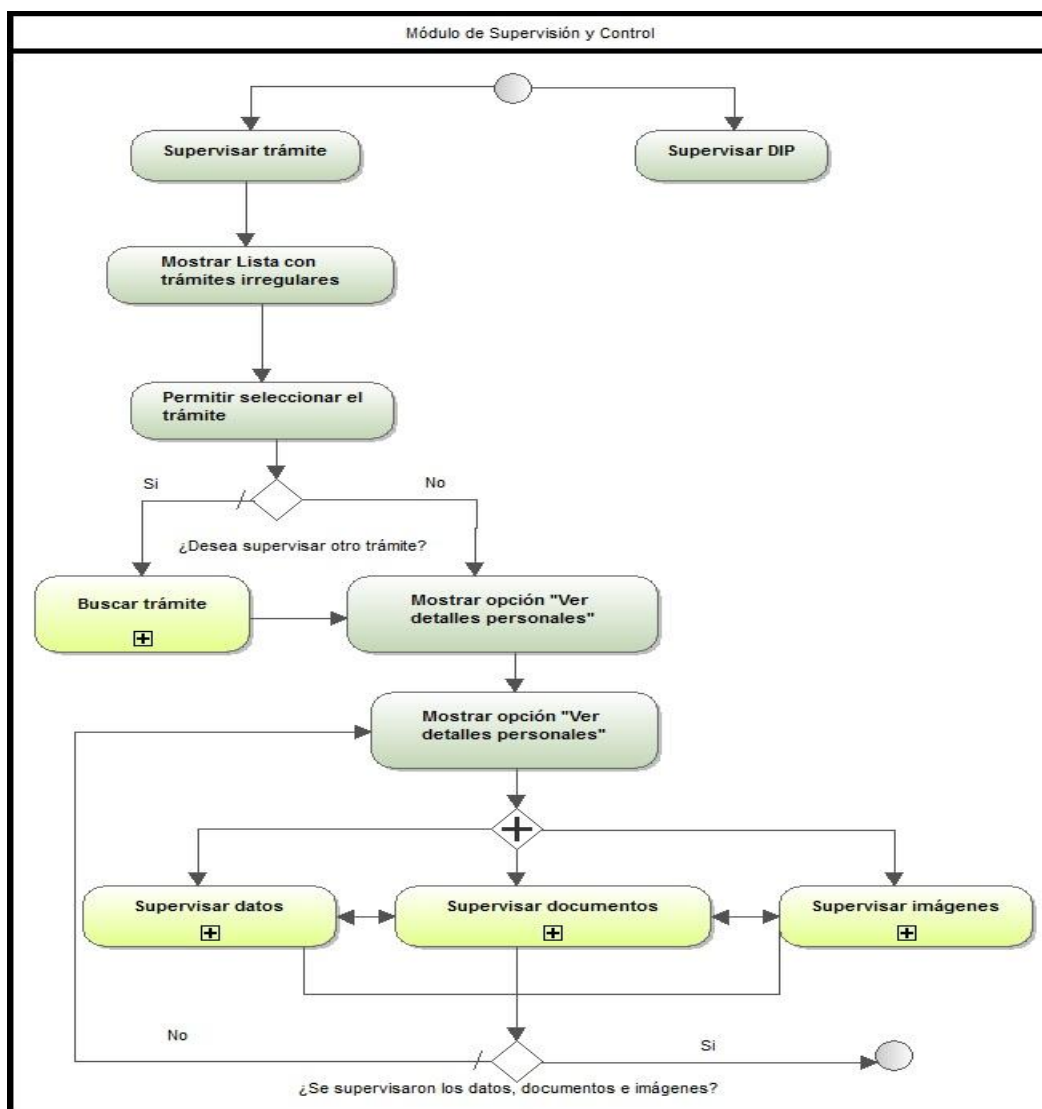 Módulo de Supervisión y Control
Supervisar trámite
Supervisar DIP
Mostrar Lista con
trámites irregulares
Permitir seleccionar el
trámite
Si
No
¿Desea supervisar otro trámite?
Buscar trámite
Mostrar opción "Ver
detalles personales"
Mostrar opción "Ver
detalles personales"
Supervisar datos
Supervisar documentos
Supervisar imágenes
No
Si
¿Se supervisaron los datos, documentos e imágenes?